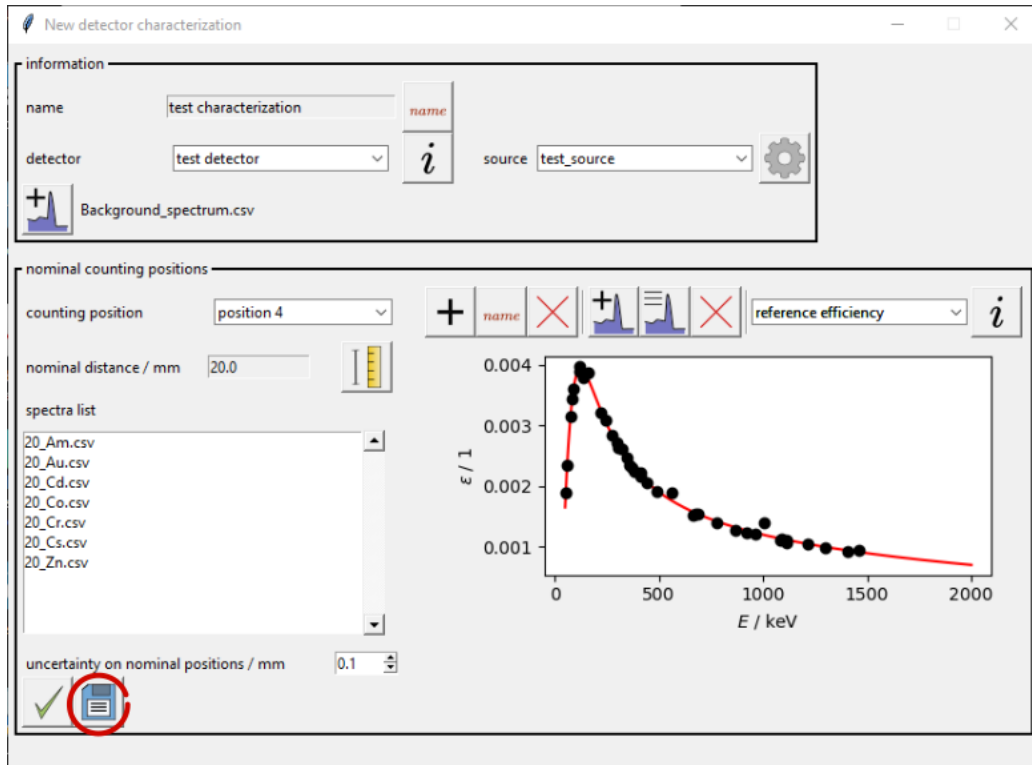 New detector characterization
information
name
test characterization
name
detector
test detector
i
source
test_source
Background_spectrum.csv
nominal counting positions
counting position
position 4
name
reference efficiency
i
nominal distance / mm
20.0
spectra list
20_Am.csv
20_Au.csv
20_Cd.csv
20_Co.csv
20_Cr.csv
20_Cs.csv
20_Zn.csv
ε / 1
0.004
0.003
0.002
0.001
0 500 1000 1500 2000
E / keV
uncertainty on nominal positions / mm
0.1